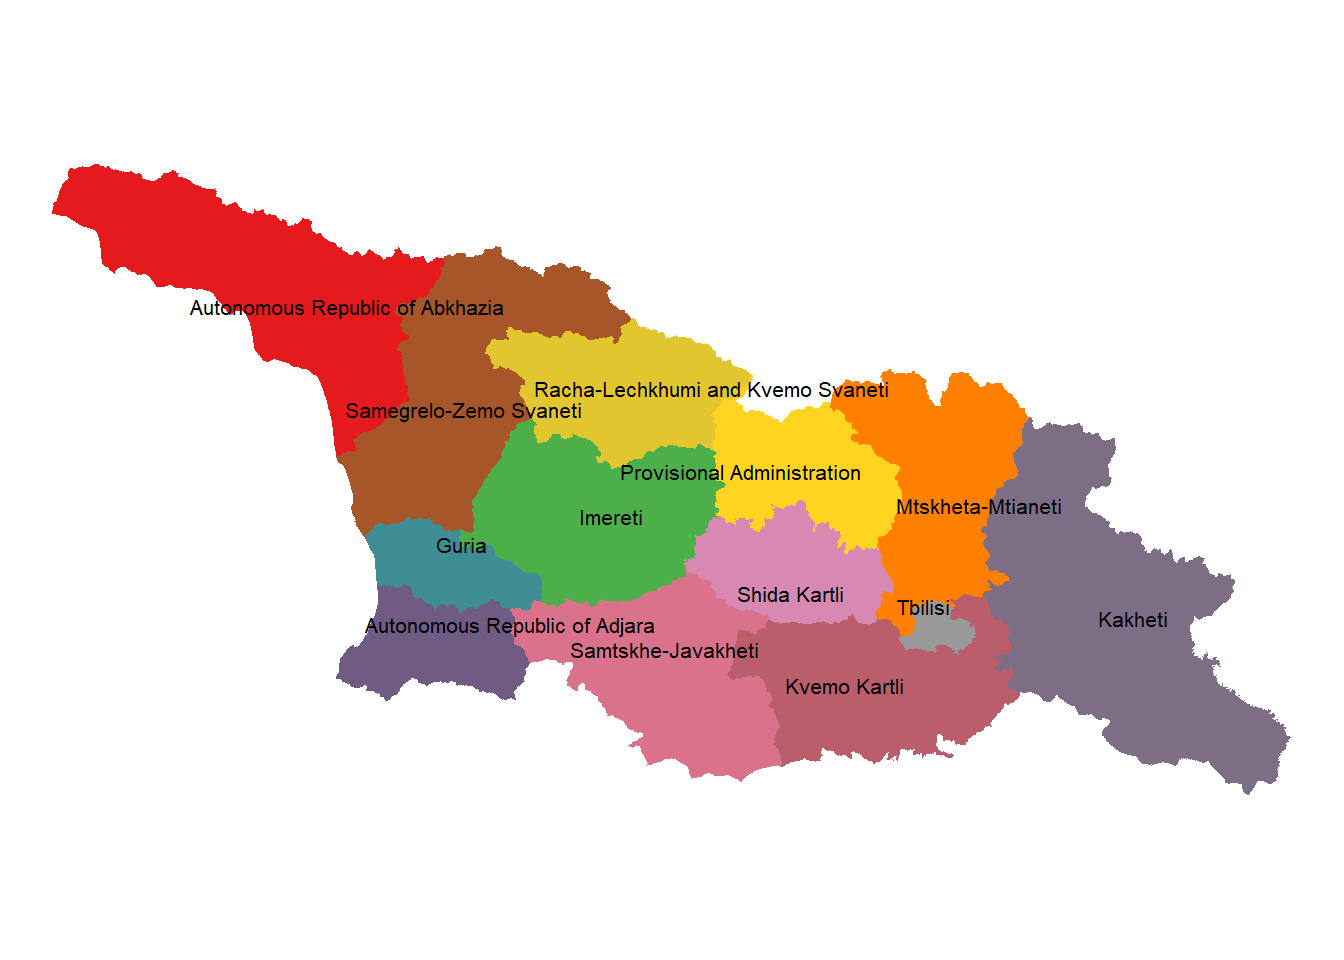 Autonomous Republic of Abkhazia
Racha-Lechkhumi and Kvemo Svaneti
Samegrelo-Zemo Svaneti
Provisional Administration
Mtskheta-Mtianeti
Imereti
Guria
Shida Kartli
Tbilisi
Kakheti
Autonomous Republic of Adjara
Samtskhe-Javakheti
Kvemo Kartli